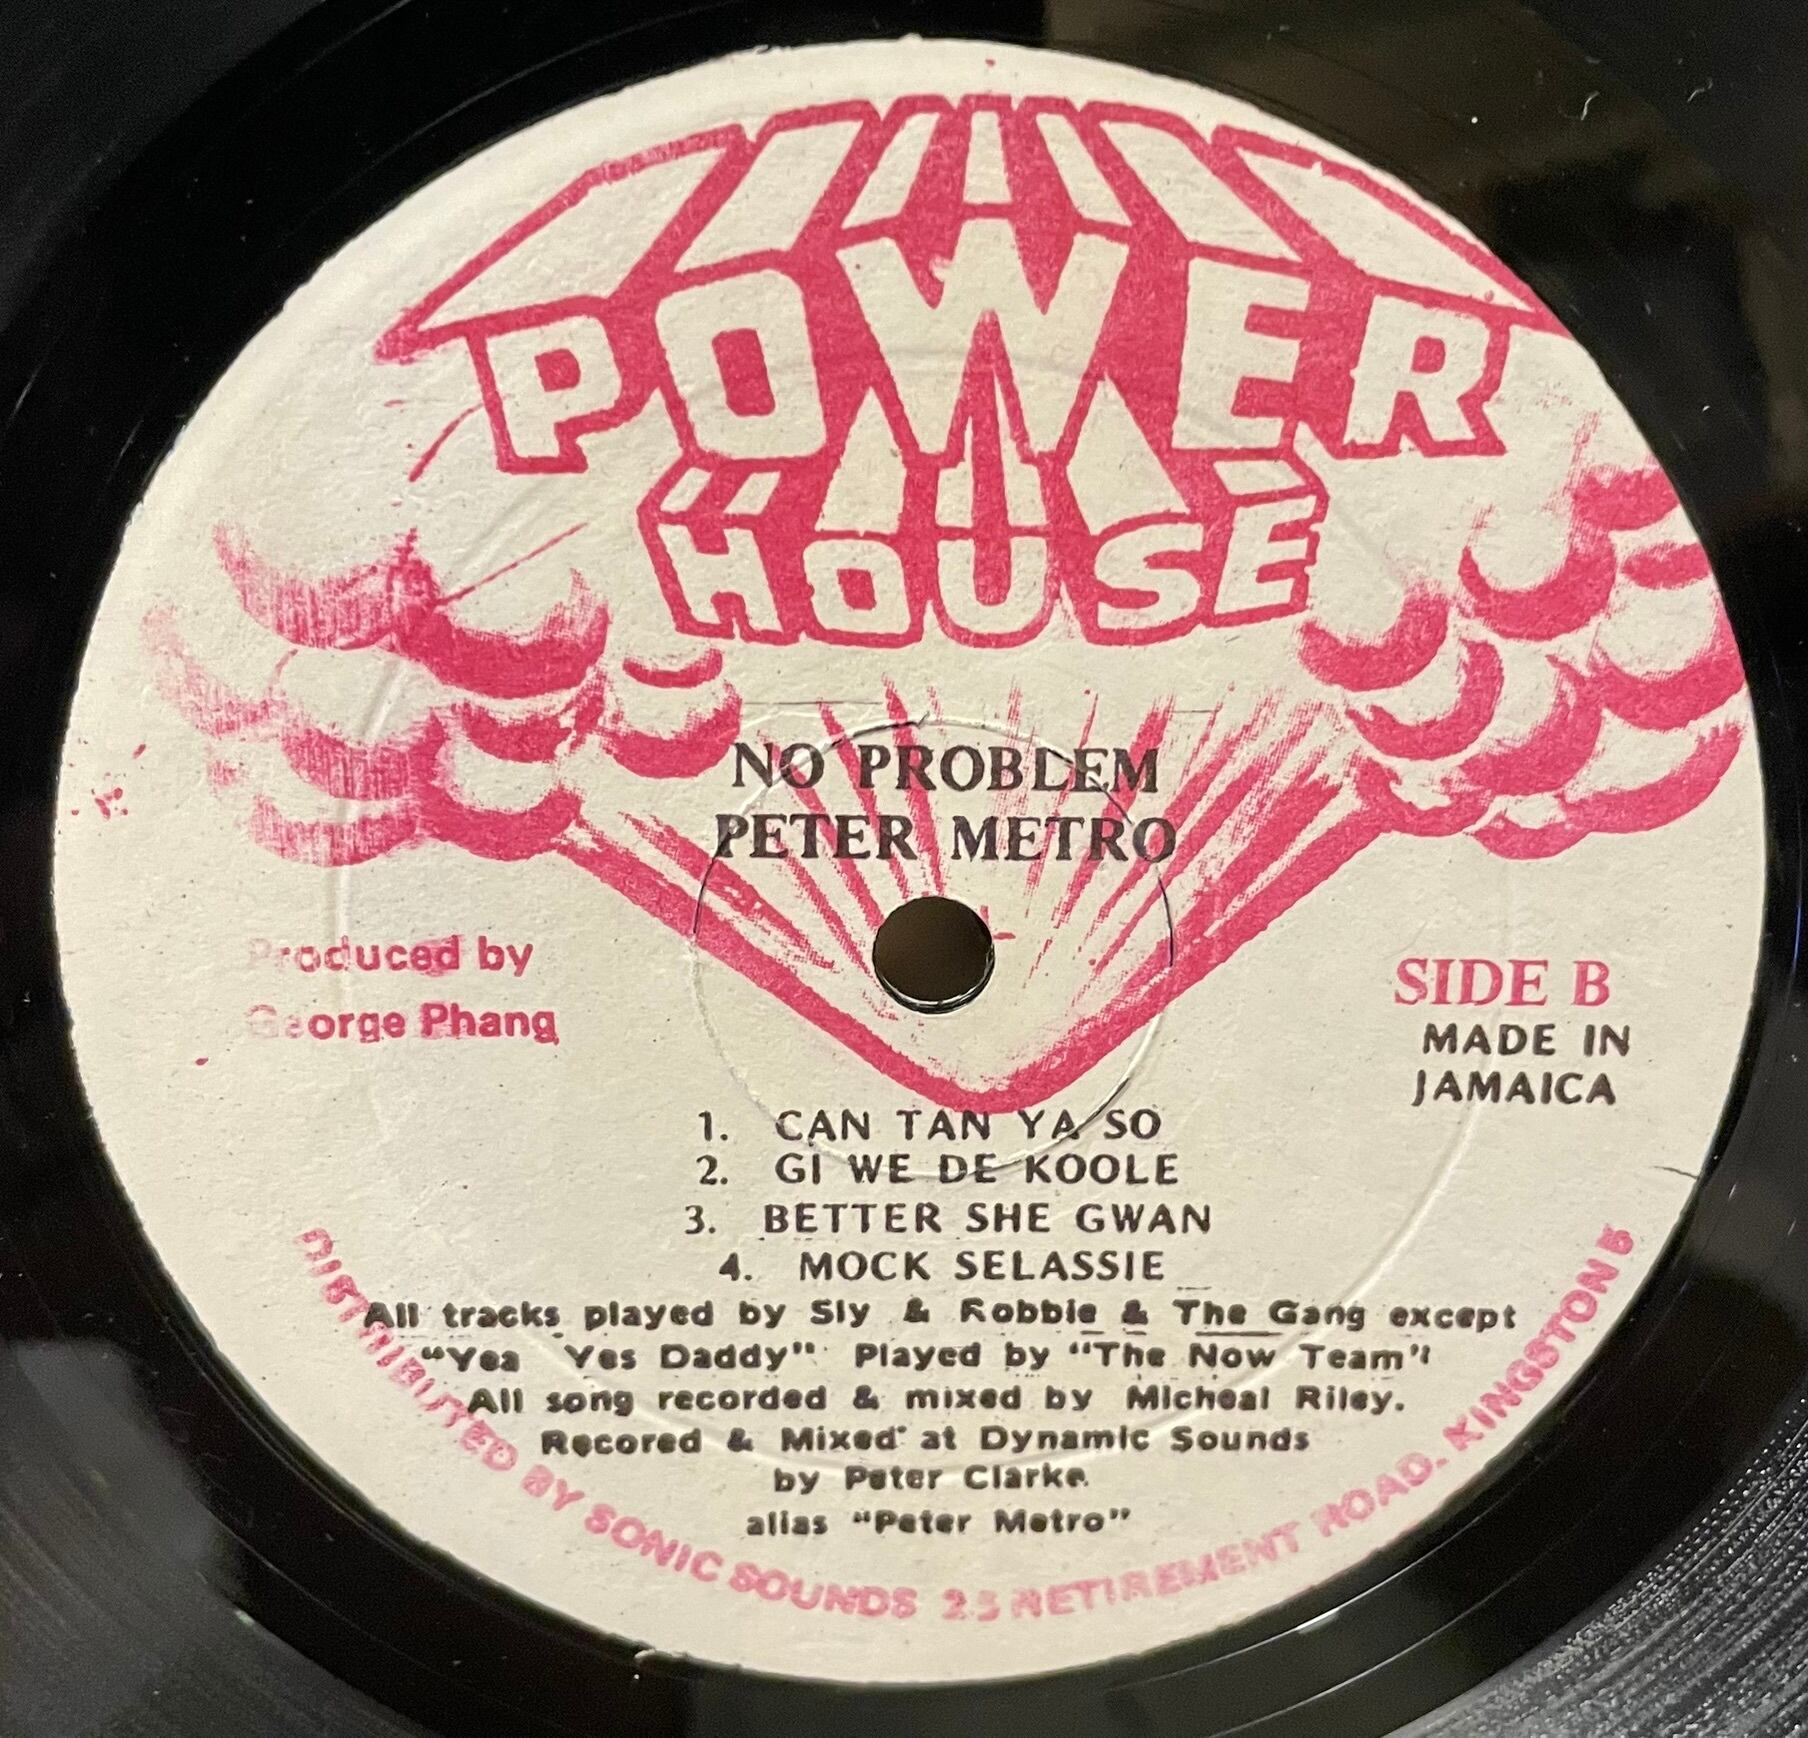 POWER
HOUSE
NO PROBLEM
PETER METRO
Produced by
George Phang
SIDE B
MADE IN
JAMAICA
1. CAN TAN YA SO
2. GI WE DE KOOLE
3. BETTER SHE GWAN
4. MOCK SELASSIE
All tracks played by Sly & Robbie & The Gang except
"Yea Yes Daddy" Played by "The Now Team"
All song recorded & mixed by Micheal Riley.
Recored & Mixed at Dynamic Sounds
by Peter Clarke
alias "Peter Metro"
DISTRIBUTED BY SONIC SOUNDS 25 RETIREMENT ROAD. KINGSTON 5